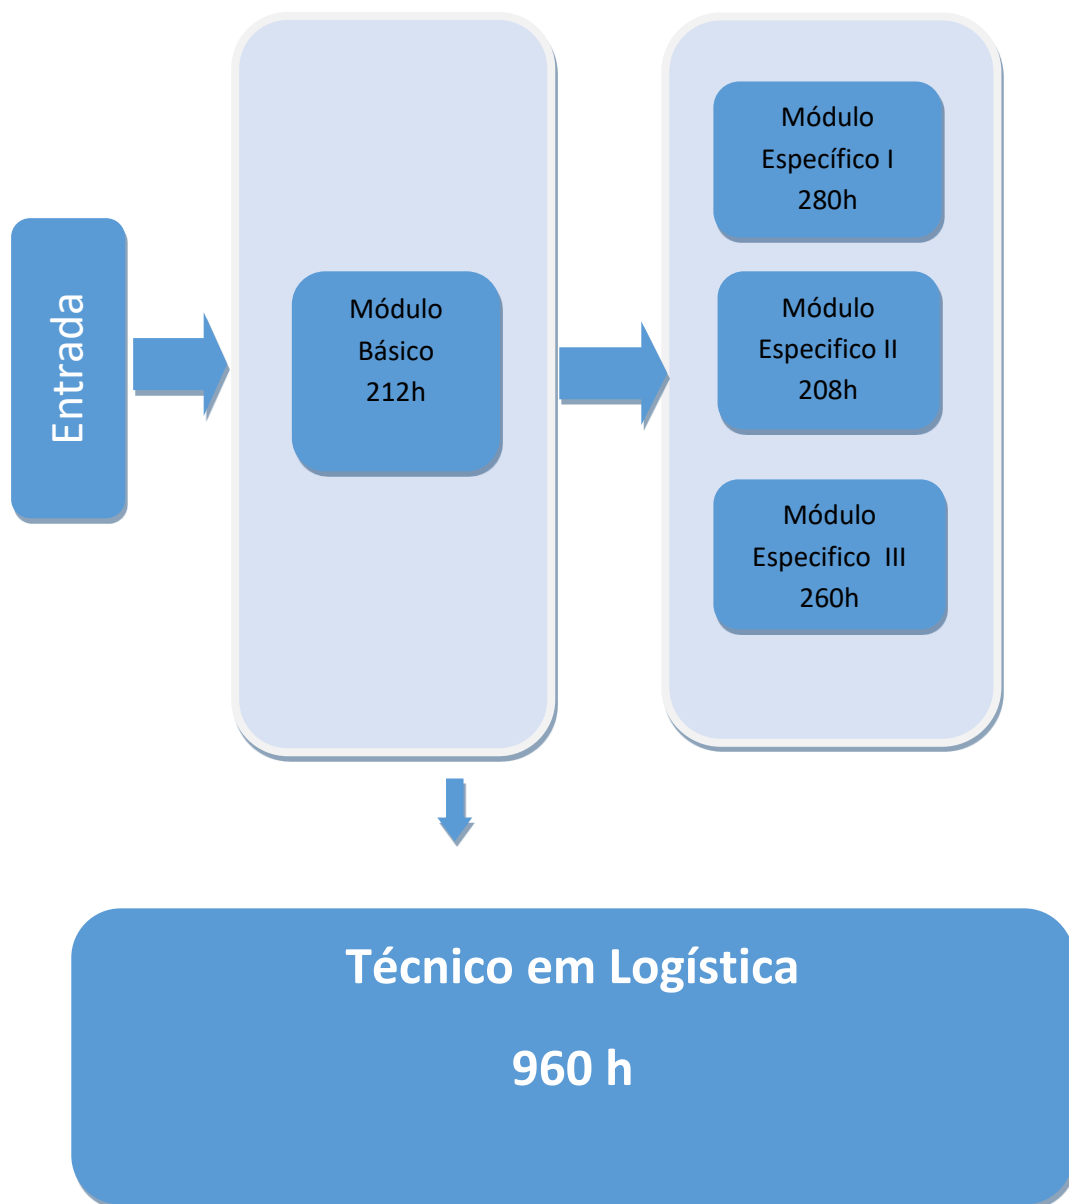 Entrada
Módulo
Básico
212h
Módulo
Específico I
280h
Módulo
Especifico II
208h
Módulo
Especifico  III
260h
Técnico em Logística
960 h